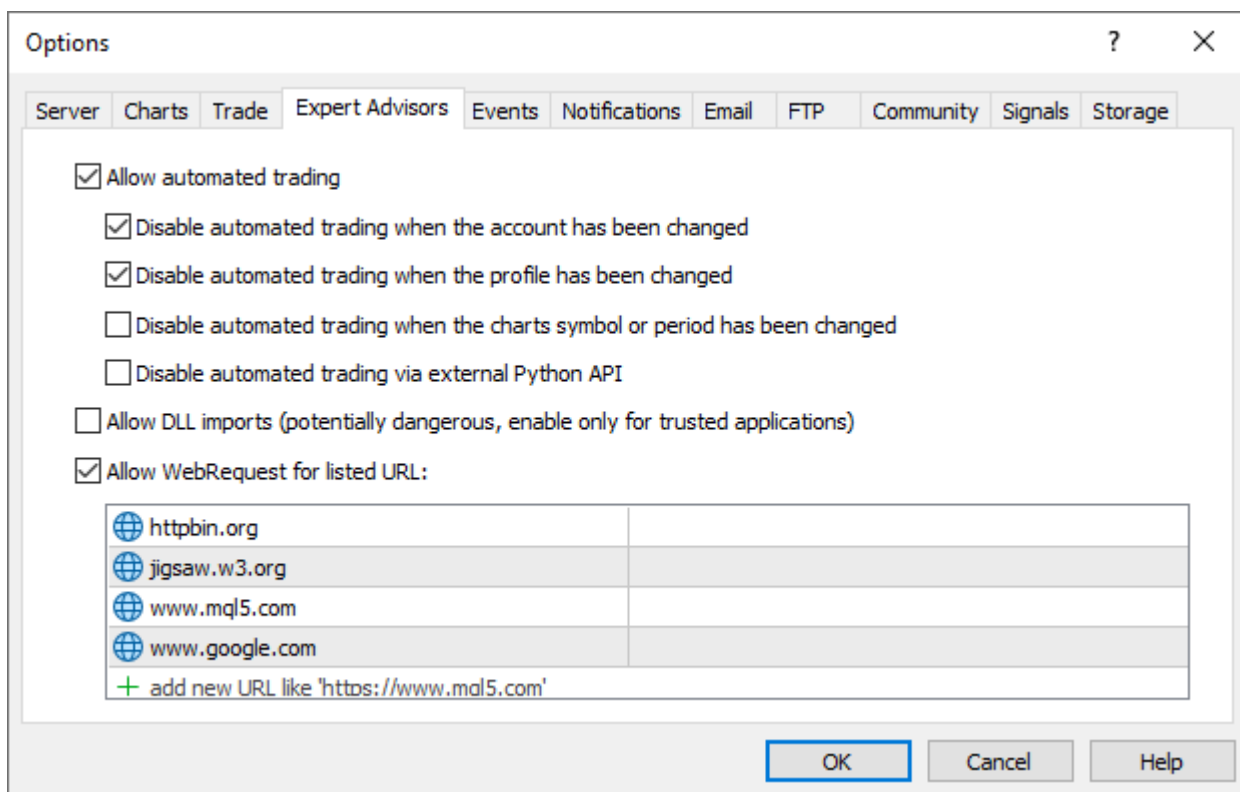 Options ?
Server Charts Trade Expert Advisors Events Notifications Email FTP Community Signals Storage
Allow automated trading
Disable automated trading when the account has been changed
Disable automated trading when the profile has been changed
Disable automated trading when the charts symbol or period has been changed
Disable automated trading via external Python API
Allow DLL imports (potentially dangerous, enable only for trusted applications)
Allow WebRequest for listed URL:
httpbin.org
jigsaw.w3.org
www.mql5.com
www.google.com
add new URL like 'https://www.mql5.com'
OK Cancel Help